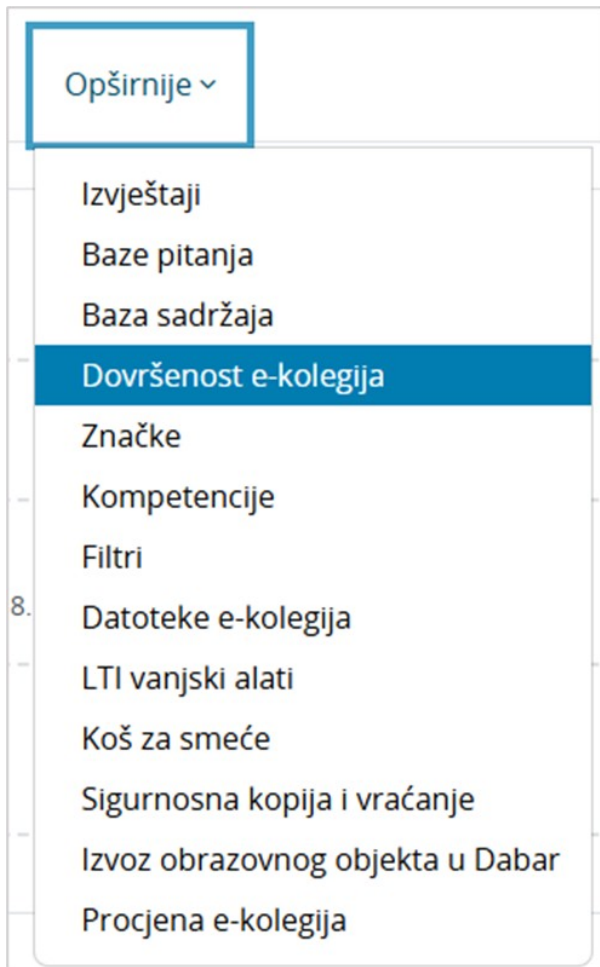 Opširnije
Izvještaji
Baze pitanja
Baza sadržaja
Dovršenost e-kolegija
Značke
Kompetencije
Filtri
8.
Datoteke e-kolegija
LTI vanjski alati
Koš za smeće
Sigurnosna kopija i vraćanje
Izvoz obrazovnog objekta u Dabar
Procjena e-kolegija